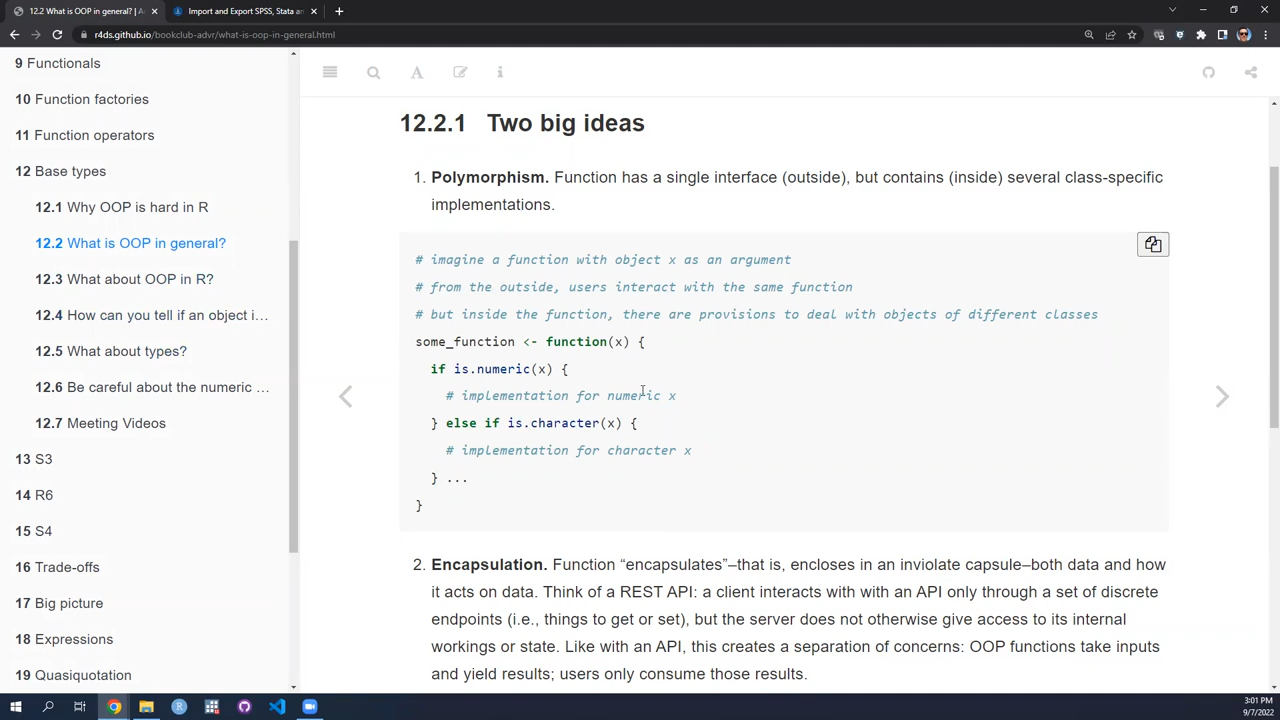 12.2 What is OOP in general? | A
Import and Export SPSS, Stata an
r4ds.github.io/bookclub-advr/what-is-oop-in-general.html
9 Functionals
10 Function factories
11 Function operators
12 Base types
12.1 Why OOP is hard in R
12.2 What is OOP in general?
12.3 What about OOP in R?
12.4 How can you tell if an object i…
12.5 What about types?
12.6 Be careful about the numeric …
12.7 Meeting Videos
13 S3
14 R6
15 S4
16 Trade-offs
17 Big picture
18 Expressions
19 Quasiquotation
12.2.1 Two big ideas
1. Polymorphism. Function has a single interface (outside), but contains (inside) several class-specific
implementations.
# imagine a function with object x as an argument
# from the outside, users interact with the same function
# but inside the function, there are provisions to deal with objects of different classes
some_function <- function(x) {
if is.numeric(x) {
# implementation for numeric x
} else if is.character(x) {
# implementation for character x
} ...
}
2. Encapsulation. Function “encapsulates”–that is, encloses in an inviolate capsule–both data and how
it acts on data. Think of a REST API: a client interacts with with an API only through a set of discrete
endpoints (i.e., things to get or set), but the server does not otherwise give access to its internal
workings or state. Like with an API, this creates a separation of concerns: OOP functions take inputs
and yield results; users only consume those results.
3:01 PM
9/7/2022